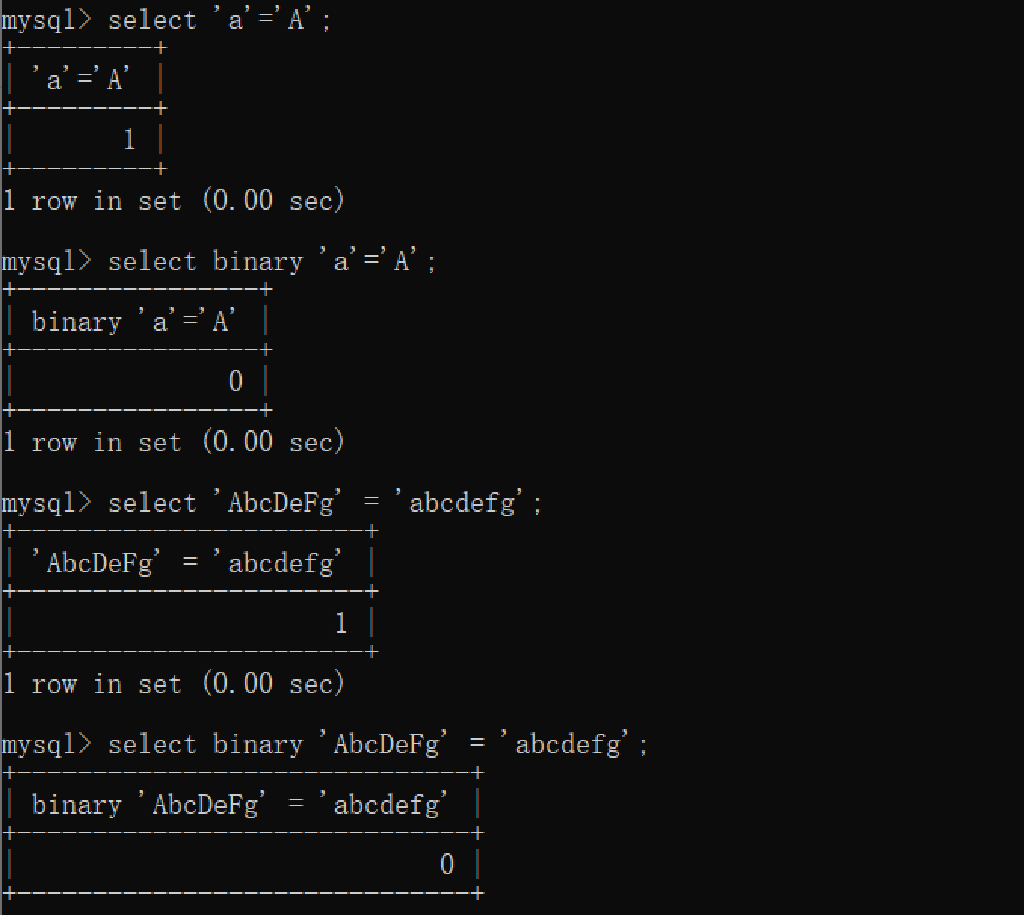 mysql> select 'a'='A';
+---------+
| 'a'='A' |
+---------+
|       1 |
+---------+
1 row in set (0.00 sec)

mysql> select binary 'a'='A';
+----------------+
| binary 'a'='A' |
+----------------+
|              0 |
+----------------+
1 row in set (0.00 sec)

mysql> select 'AbcDeFg' = 'abcdefg';
+-----------------------+
| 'AbcDeFg' = 'abcdefg' |
+-----------------------+
|                     1 |
+-----------------------+
1 row in set (0.00 sec)

mysql> select binary 'AbcDeFg' = 'abcdefg';
+------------------------------+
| binary 'AbcDeFg' = 'abcdefg' |
+------------------------------+
|                            0 |
+------------------------------+